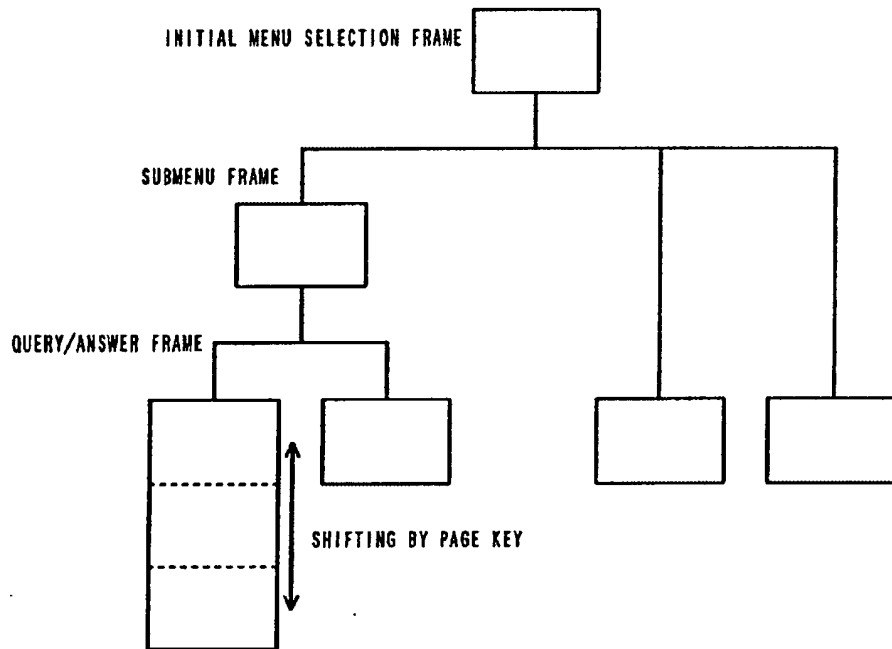 INITIAL MENU SELECTION FRAME
SUBMENU FRAME
QUERY/ANSWER FRAME
SHIFTING BY PAGE KEY